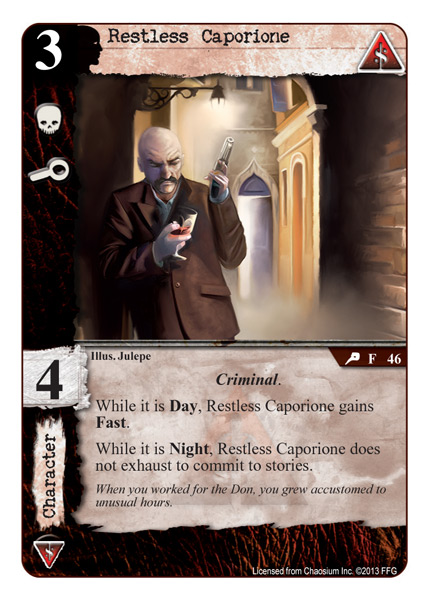 3
Restless Caporione
Illus. Julepe
F 46
4
Criminal.
While it is Day, Restless Caporione gains
Fast.
While it is Night, Restless Caporione does
not exhaust to commit to stories.
When you worked for the Don, you grew accustomed to
unusual hours.
Character
Licensed from Chaosium Inc. ©2013 FFG